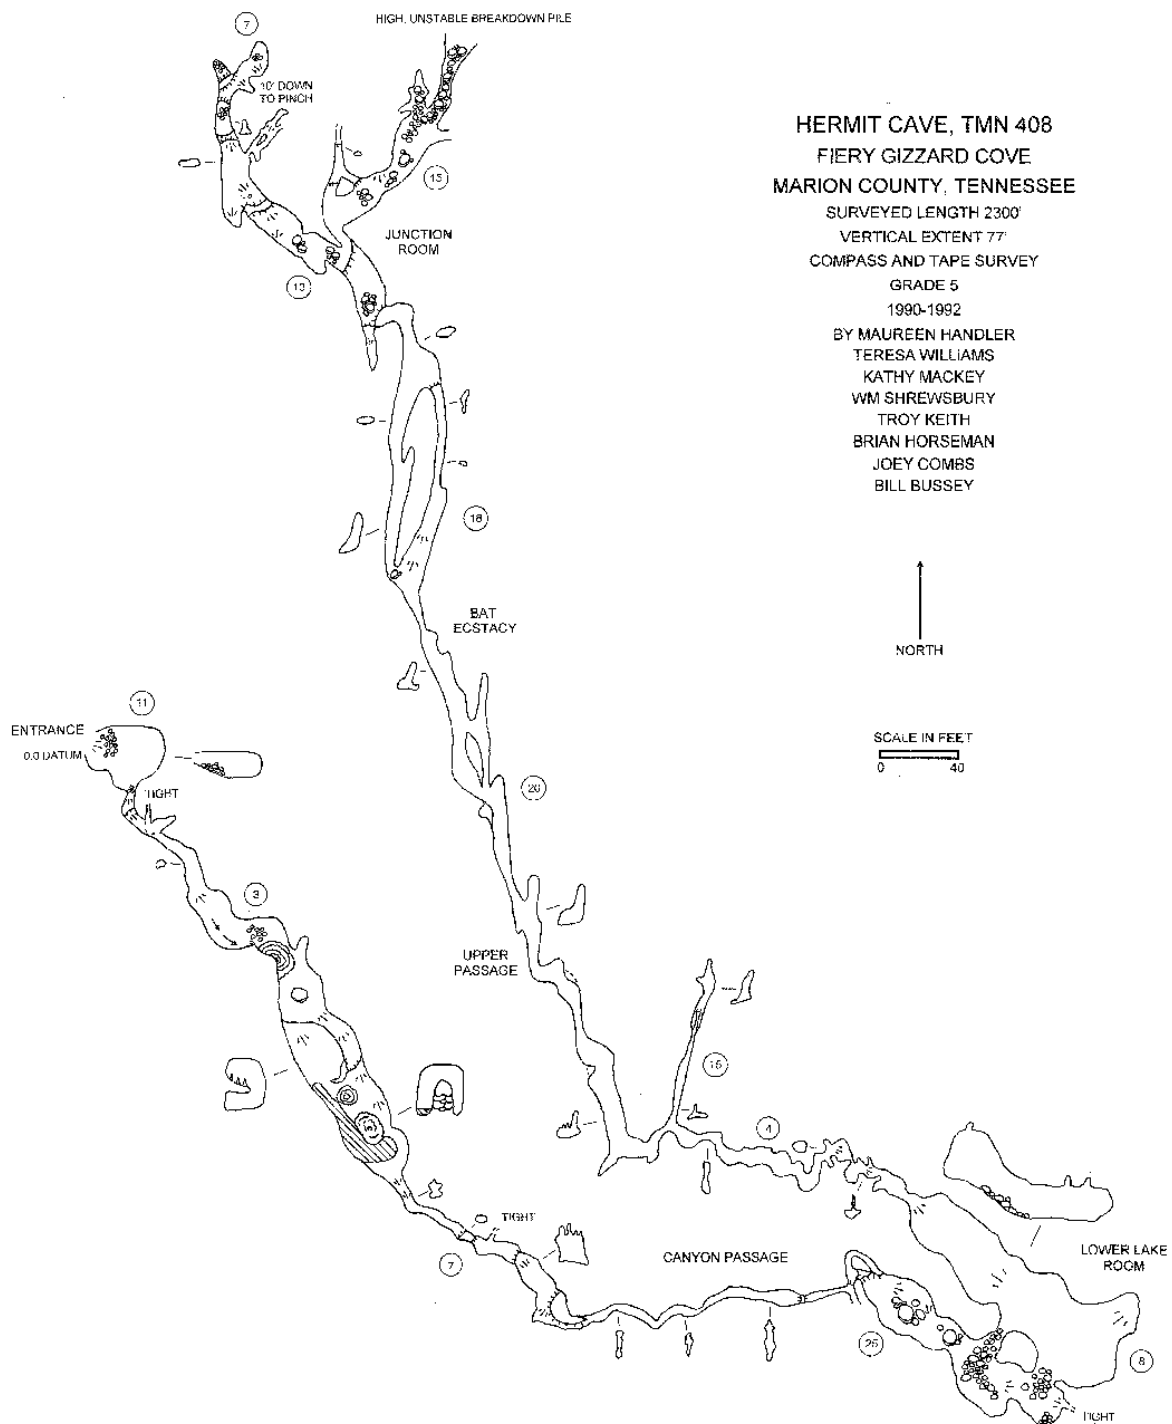 7
HIGH, UNSTABLE BREAKDOWN PILE
10' DOWN
TO PINCH
15
JUNCTION
ROOM
13
18
BAT
ECSTACY
HERMIT CAVE, TMN 408
FIERY GIZZARD COVE
MARION COUNTY, TENNESSEE
SURVEYED LENGTH 2300'
VERTICAL EXTENT 77'
COMPASS AND TAPE SURVEY
GRADE 5
1990-1992
BY MAUREEN HANDLER
TERESA WILLIAMS
KATHY MACKEY
WM SHREWSBURY
TROY KEITH
BRIAN HORSEMAN
JOEY COMBS
BILL BUSSEY
NORTH
SCALE IN FEET
0 40
11
ENTRANCE
0.0 DATUM
TIGHT
20
3
UPPER
PASSAGE
15
4
TIGHT
7
CANYON PASSAGE
LOWER LAKE
ROOM
25
8
TIGHT